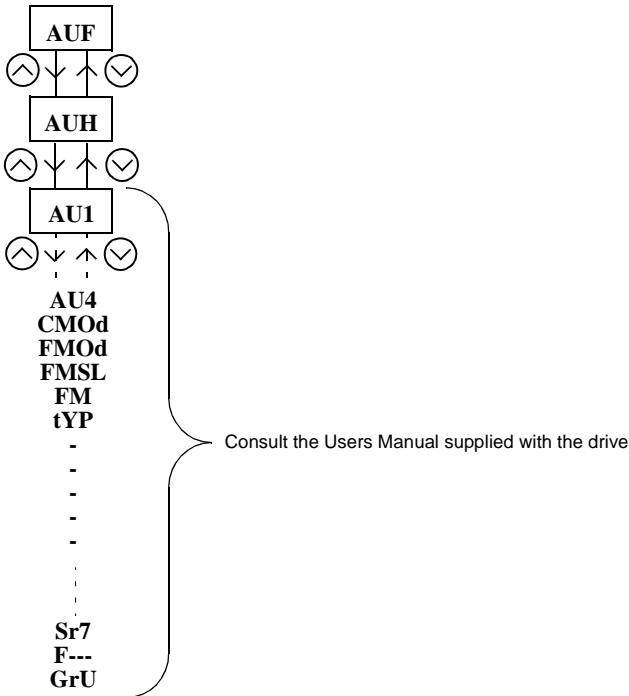 AUF
AUH
AU1
AU4
CMOd
FMOd
FMSL
FM
tYP
-
-
-
-
-
Consult the Users Manual supplied with the drive
Sr7
F---
GrU